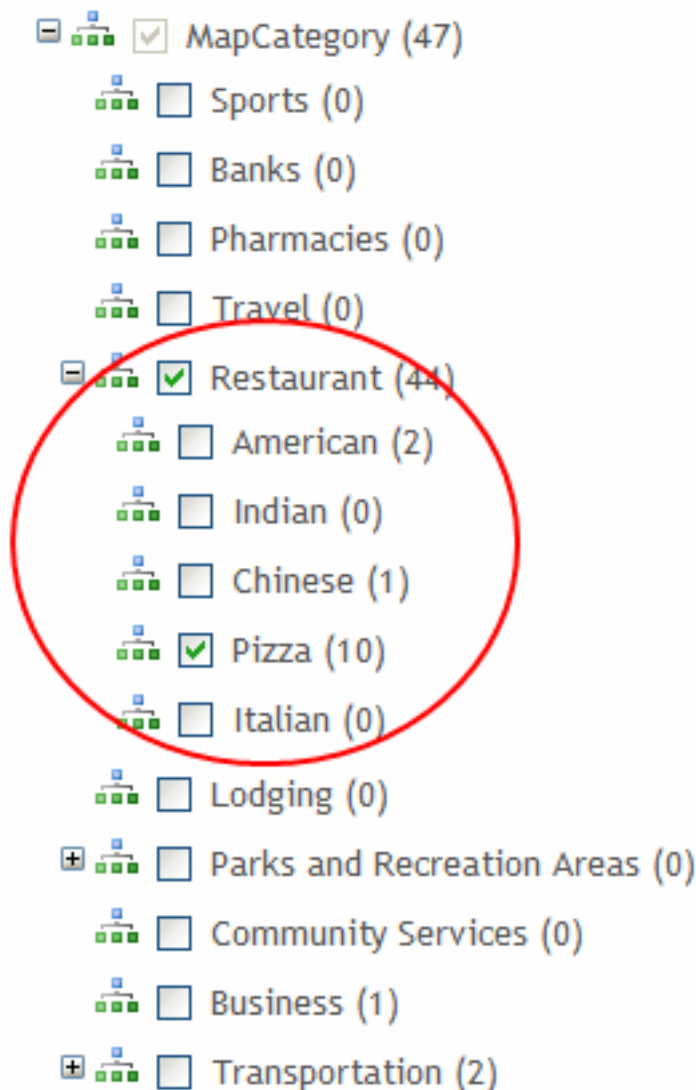 MapCategory (47)
Sports (0)
Banks (0)
Pharmacies (0)
Travel (0)
Restaurant (44)
American (2)
Indian (0)
Chinese (1)
Pizza (10)
Italian (0)
Lodging (0)
Parks and Recreation Areas (0)
Community Services (0)
Business (1)
Transportation (2)